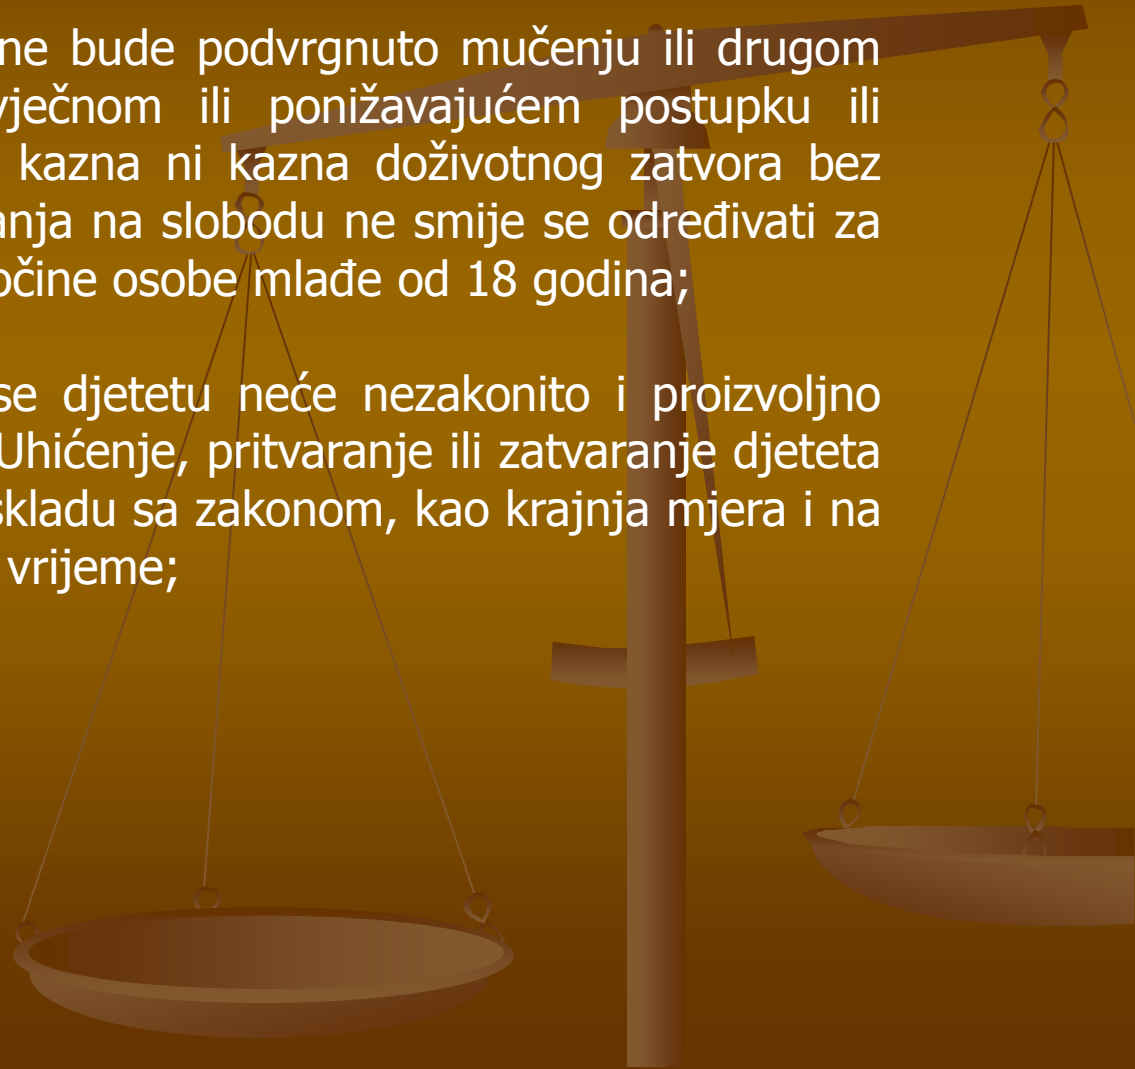 ne bude podvrgnuto mučenju ili drugom
vječnom ili ponižavajućem postupku ili
kazna ni kazna doživotnog zatvora bez
anja na slobodu ne smije se određivati za
očine osobe mlađe od 18 godina;
se djetetu neće nezakonito i proizvoljno
Uhićenje, pritvaranje ili zatvaranje djeteta
skladu sa zakonom, kao krajnja mjera i na
vrijeme;